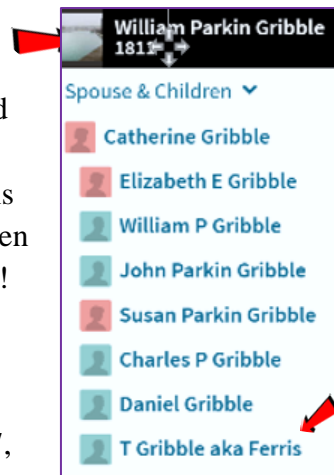 William Parkin Gribble
1811-
Spouse & Children
Catherine Gribble
Elizabeth E Gribble
William P Gribble
John Parkin Gribble
Susan Parkin Gribble
Charles P Gribble
Daniel Gribble
T Gribble aka Ferris